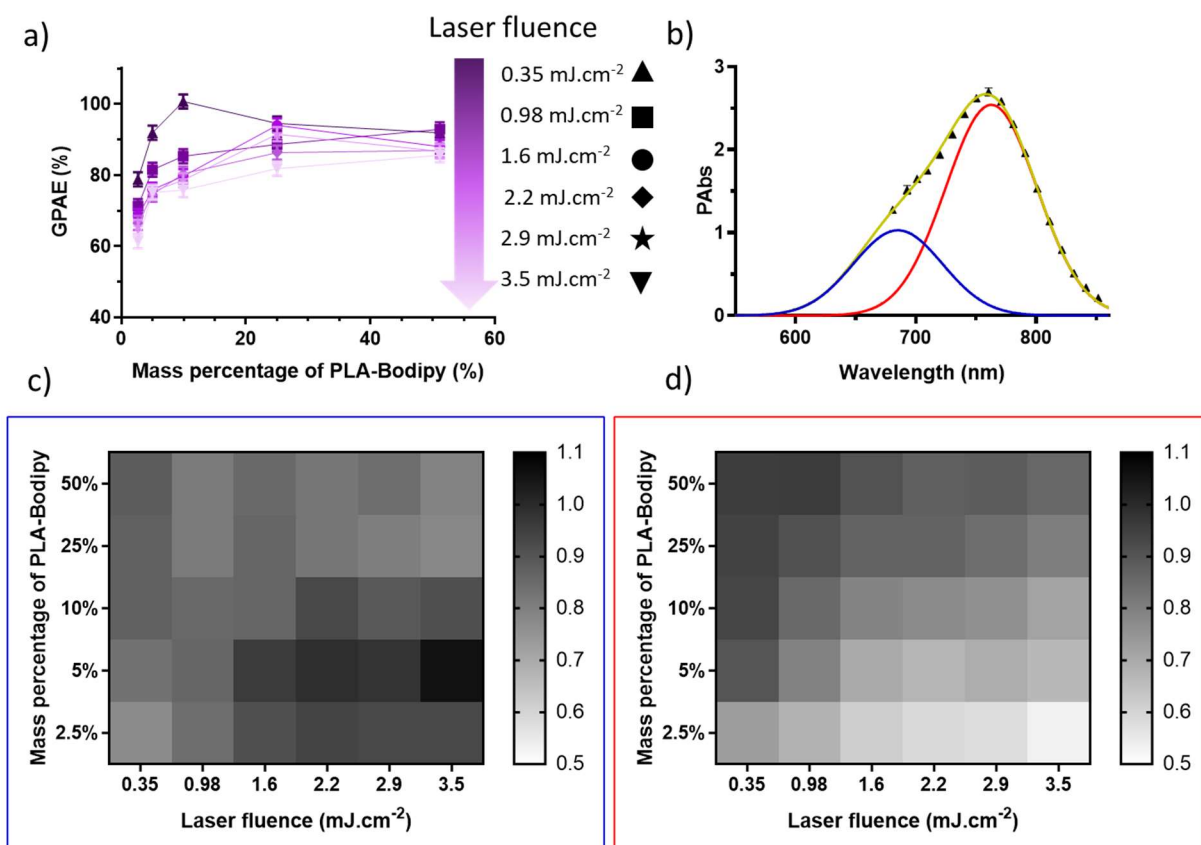 a)
Laser fluence
0.35 mJ.cm-2
0.98 mJ.cm-2
1.6 mJ.cm-2
2.2 mJ.cm-2
2.9 mJ.cm-2
3.5 mJ.cm-2
GPAE (%)
100
80
60
40
0 20 40 60
Mass percentage of PLA-Bodipy (%)
b)
PAbs
3
2
1
0
600 700 800
Wavelength (nm)
c)
Mass percentage of PLA-Bodipy
50%
25%
10%
5%
2.5%
0.35 0.98 1.6 2.2 2.9 3.5
Laser fluence (mJ.cm-2)
1.1
1.0
0.9
0.8
0.7
0.6
0.5
d)
Mass percentage of PLA-Bodipy
50%
25%
10%
5%
2.5%
0.35 0.98 1.6 2.2 2.9 3.5
Laser fluence (mJ.cm-2)
1.1
1.0
0.9
0.8
0.7
0.6
0.5